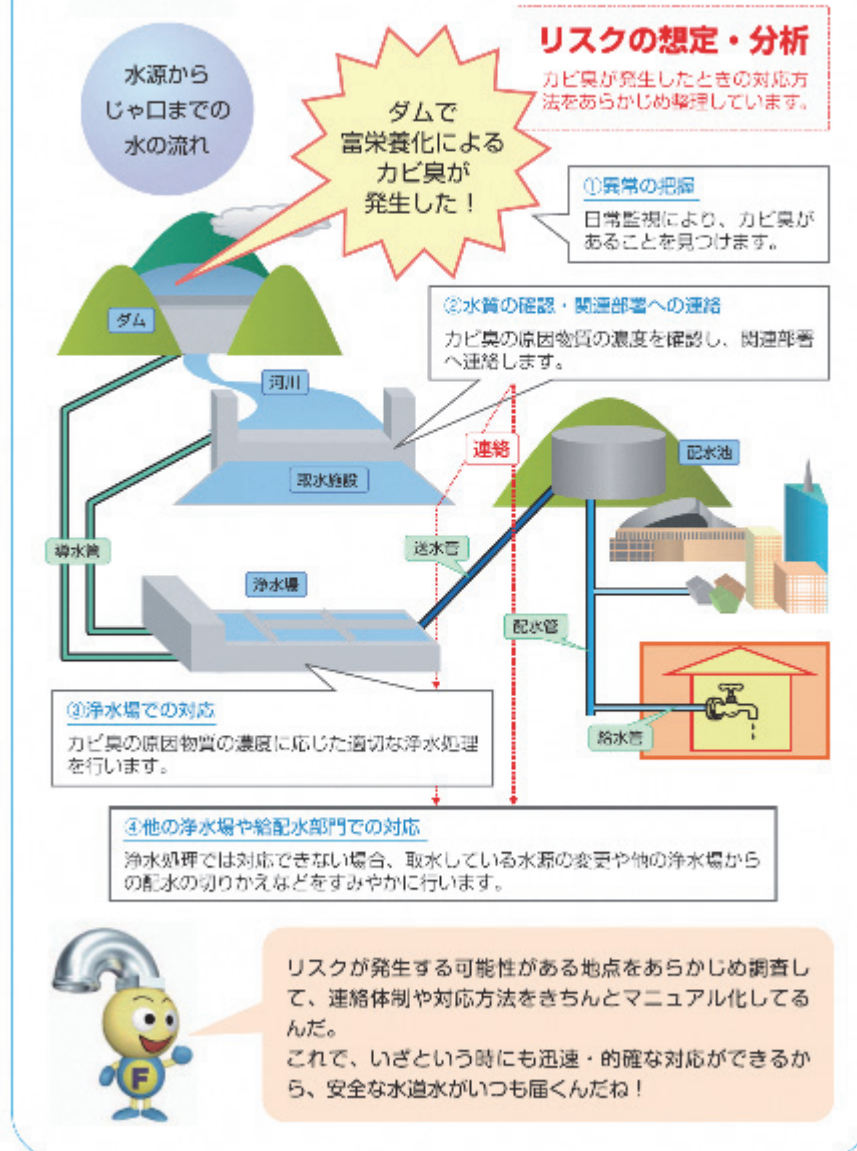 水源から
じゃ口までの
水の流れ
ダムで
富栄養化による
カビ臭が
発生した！
リスクの想定・分析
カビ臭が発生したときの対応方
法をあらかじめ整理しています。
①異常の把握
日常監視により、カビ臭が
あることを見つけます。
②水質の確認・関連部署への連絡
カビ臭の原因物質の濃度を確認し、関連部署
へ連絡します。
ダム
河川
取水施設
連絡
配水池
導水管
送水管
浄水場
配水管
給水管
③浄水場での対応
カビ臭の原因物質の濃度に応じた適切な浄水処理
を行います。
④他の浄水場や給配水部門での対応
浄水処理では対応できない場合、取水している水源の変更や他の浄水場から
の配水の切りかえなどをすみやかに行います。
リスクが発生する可能性がある地点をあらかじめ調査し
て、連絡体制や対応方法をきちんとマニュアル化してる
んだ。
これで、いざという時にも迅速・的確な対応ができるか
ら、安全な水道水がいつも届くんだね！
F